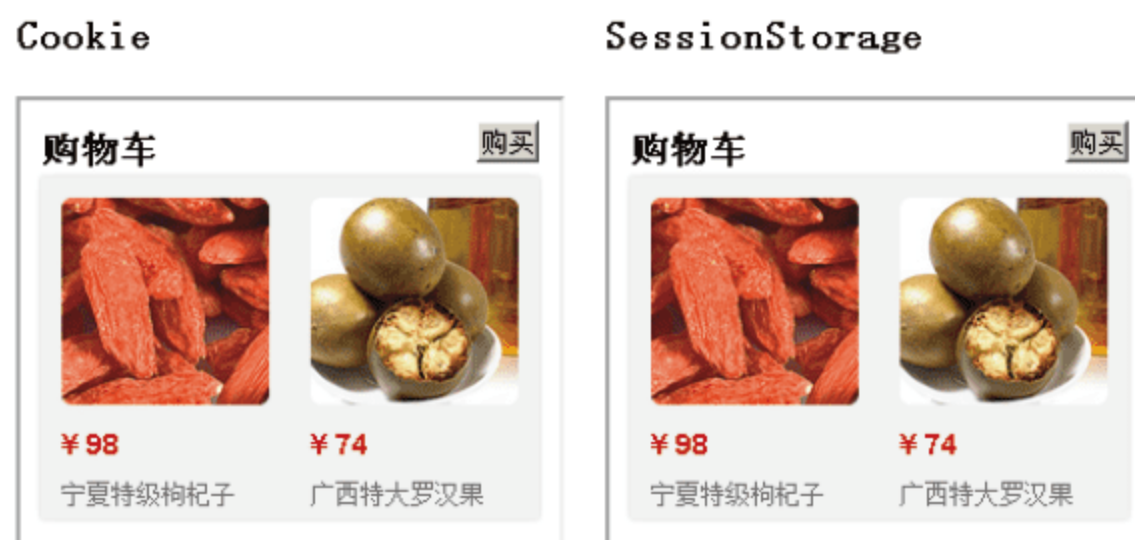 Cookie
购物车 购买
¥98 ¥74
宁夏特级枸杞子 广西特大罗汉果
SessionStorage
购物车 购买
¥98 ¥74
宁夏特级枸杞子 广西特大罗汉果